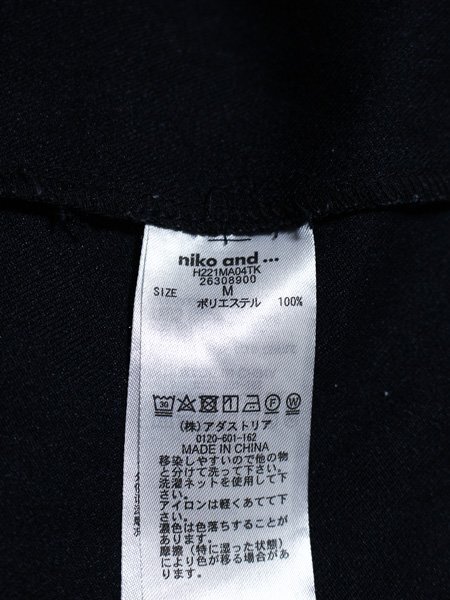 niko and ...
H221MA04TK
26308900
SIZE M
ポリエステル 100%
30
(株)アダストリア
0120-601-162
MADE IN CHINA
移染しやすいので他の物
と分けて洗って下さい。
洗濯ネットを使用して下
さい。
アイロンは軽くあてて下
さい。
濃色は色落ちすることが
あります。
摩擦(特に湿った状態)
により色が移る場合があ
ります。